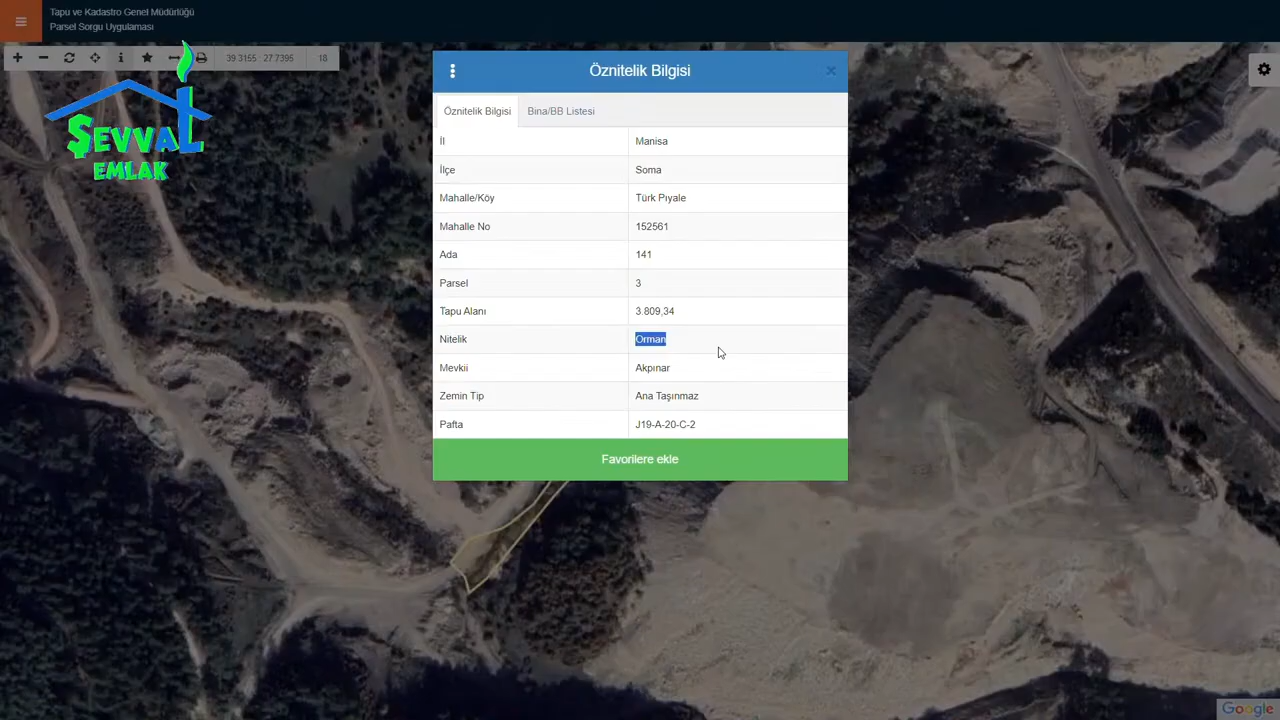 Tapu ve Kadastro Genel Müdürlüğü
Parsel Sorgu Uygulaması
39.3155 : 27.7395 18
ŞEVVAL
EMLAK
Öznitelik Bilgisi
Öznitelik Bilgisi Bina/BB Listesi
İl Manisa
İlçe Soma
Mahalle/Köy Türk Pıyale
Mahalle No 152561
Ada 141
Parsel 3
Tapu Alanı 3.809,34
Nitelik Orman
Mevkii Akpınar
Zemin Tip Ana Taşınmaz
Pafta J19-A-20-C-2
Favorilere ekle
Google